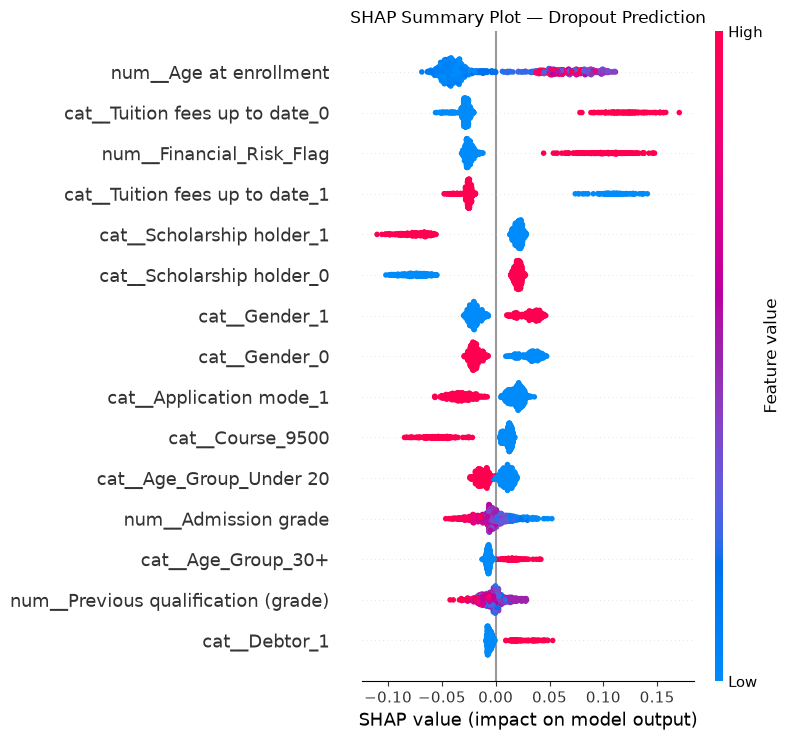 SHAP Summary Plot — Dropout Prediction
High
num__Age at enrollment
cat__Tuition fees up to date_0
num__Financial_Risk_Flag
cat__Tuition fees up to date_1
cat__Scholarship holder_1
cat__Scholarship holder_0
cat__Gender_1
cat__Gender_0
cat__Application mode_1
cat__Course_9500
cat__Age_Group_Under 20
num__Admission grade
cat__Age_Group_30+
num__Previous qualification (grade)
cat__Debtor_1
Feature value
Low
−0.10 −0.05 0.00 0.05 0.10 0.15
SHAP value (impact on model output)